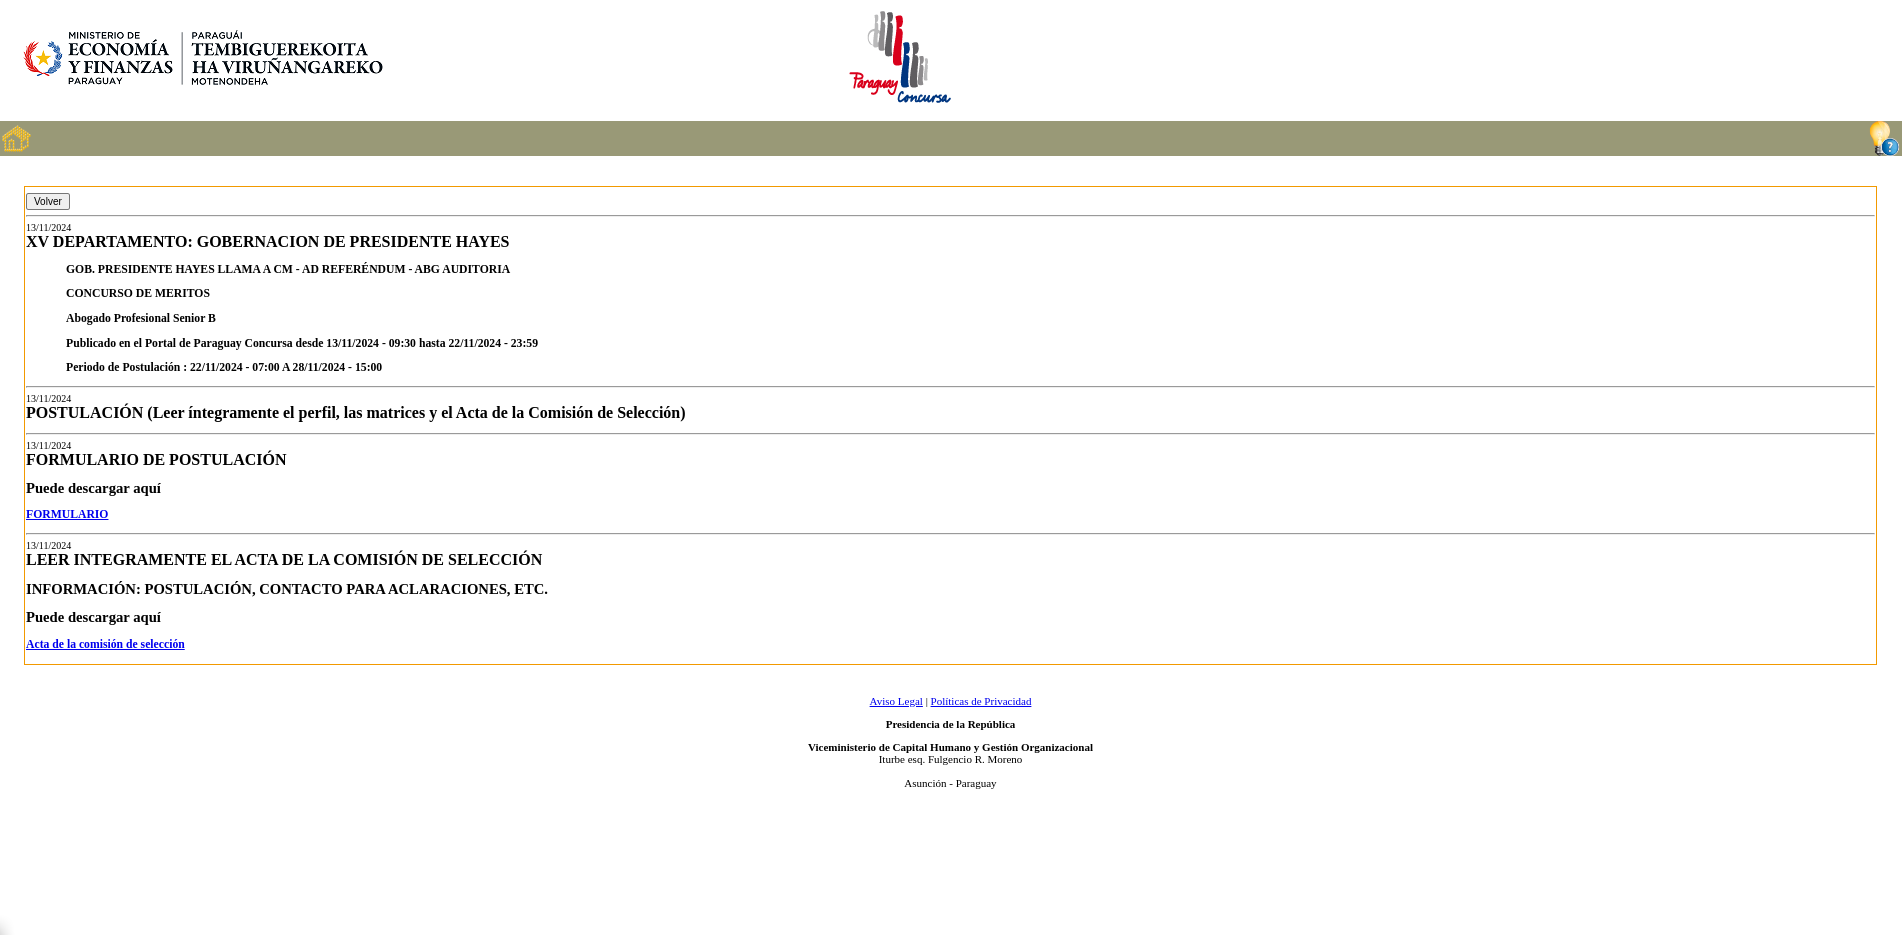 MINISTERIO DE
ECONOMÍA
Y FINANZAS
PARAGUAY
PARAGUÁI
TEMBIGUEREKOITA
HA VIRUÑANGAREKO
MOTENONDEHA
Paraguay
Concursa
Volver
13/11/2024
XV DEPARTAMENTO: GOBERNACION DE PRESIDENTE HAYES
GOB. PRESIDENTE HAYES LLAMA A CM - AD REFERÉNDUM - ABG AUDITORIA
CONCURSO DE MERITOS
Abogado Profesional Senior B
Publicado en el Portal de Paraguay Concursa desde 13/11/2024 - 09:30 hasta 22/11/2024 - 23:59
Periodo de Postulación : 22/11/2024 - 07:00 A 28/11/2024 - 15:00
13/11/2024
POSTULACIÓN (Leer íntegramente el perfil, las matrices y el Acta de la Comisión de Selección)
13/11/2024
FORMULARIO DE POSTULACIÓN
Puede descargar aquí
FORMULARIO
13/11/2024
LEER INTEGRAMENTE EL ACTA DE LA COMISIÓN DE SELECCIÓN
INFORMACIÓN: POSTULACIÓN, CONTACTO PARA ACLARACIONES, ETC.
Puede descargar aquí
Acta de la comisión de selección
Aviso Legal | Políticas de Privacidad
Presidencia de la República
Viceministerio de Capital Humano y Gestión Organizacional
Iturbe esq. Fulgencio R. Moreno
Asunción - Paraguay